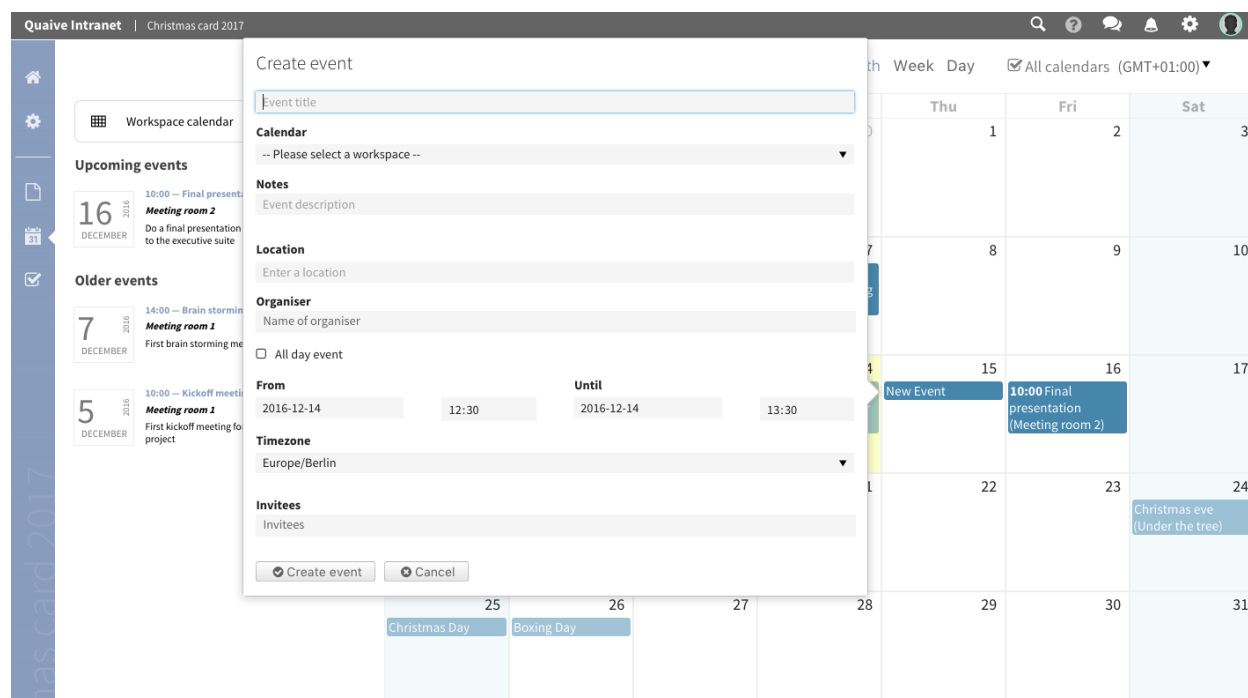 Quaive Intranet | Christmas card 2017
Create event
Event title
Calendar
-- Please select a workspace --
Notes
Event description
Location
Enter a location
Organiser
Name of organiser
All day event
From
Until
2016-12-14
12:30
2016-12-14
13:30
Timezone
Europe/Berlin
Invitees
Invitees
Create event
Cancel
Week Day
All calendars (GMT+01:00)
31
Workspace calendar
Upcoming events
16
2016
DECEMBER
10:00 — Final
Meeting room 2
Do a final presentation
to the executive suite
Older events
7
2016
DECEMBER
14:00 — Brain
Meeting room 1
First brain storming
5
2016
DECEMBER
10:00 — Kickoff
Meeting room 1
First kickoff meeting
project
Thu Fri Sat
1 2 3
8 9 10
15 16 17
New Event
10:00 Final
presentation
(Meeting room 2)
22 23 24
Christmas eve
(Under the tree)
25 26 27 28 29 30 31
Christmas Day
Boxing Day
card 2017